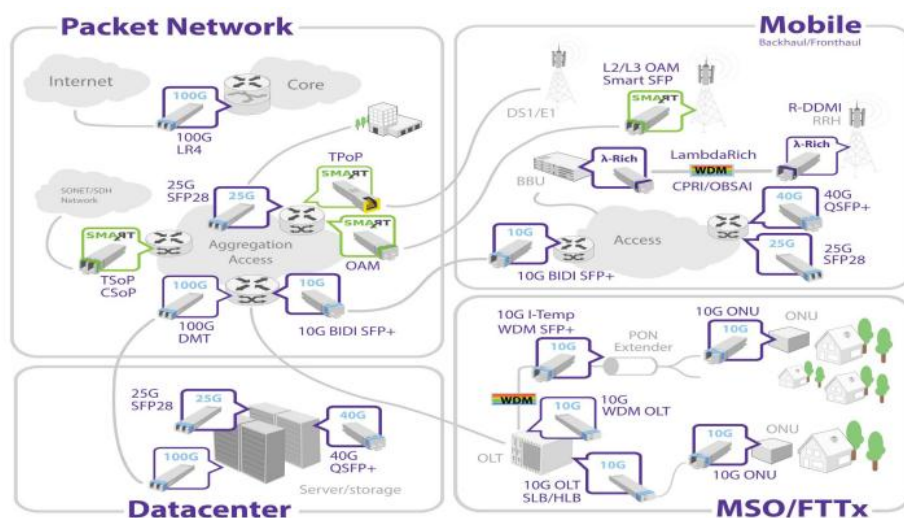 Packet Network
Internet
100G
Core
100G
LR4
25G
SFP28
25G
TPoP
SMART
SONET/SDH
Network
SMART
Aggregation
Access
SMART
OAM
TSoP
CSoP
100G
10G
100G
DMT
10G BIDI SFP+
Mobile
Backhaul/Fronthaul
L2/L3 OAM
Smart SFP
DS1/E1
SMART
R-DDMI
RRH
λ-Rich
LambdaRich
WDM
CPRI/OBSAI
λ-Rich
BBU
40G
40G
QSFP+
Access
10G
25G
25G
SFP28
10G BIDI SFP+
25G
SFP28
25G
40G
40G
QSFP+
100G
Server/storage
Datacenter
10G I-Temp
WDM SFP+
PON
Extender
10G ONU
ONU
10G
10G
WDM
10G
10G
WDM OLT
OLT
10G
ONU
10G OLT
SLB/HLB
10G
10G ONU
MSO/FTTx